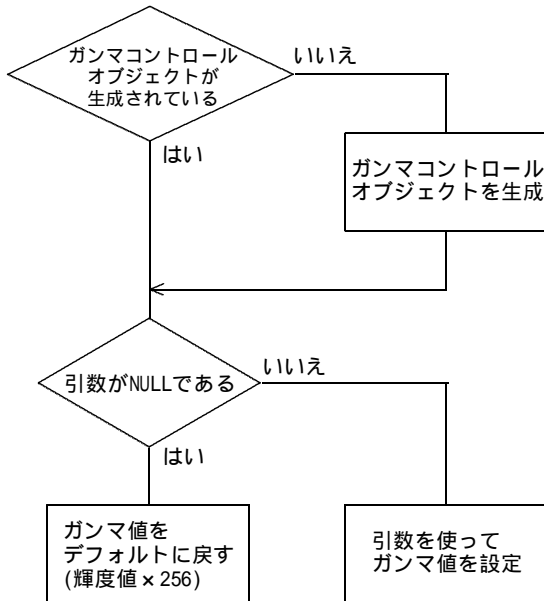 ガンマコントロール
オブジェクトが
生成されている
いいえ
はい
ガンマコントロール
オブジェクトを生成
引数がNULLである
いいえ
はい
ガンマ値を
デフォルトに戻す
(輝度値×256)
引数を使って
ガンマ値を設定